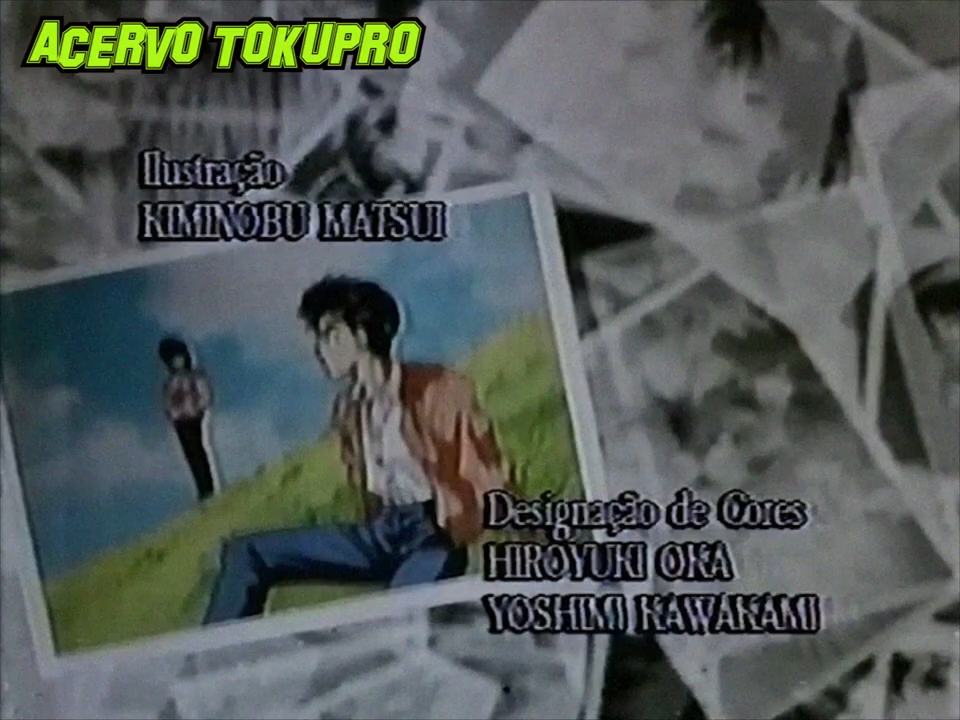 ACERVO TOKUPRO
Ilustração
KIMINOBU MATSUI
Designação de Cores
HIROYUKI OKA
YOSHIMI KAWAKAMI